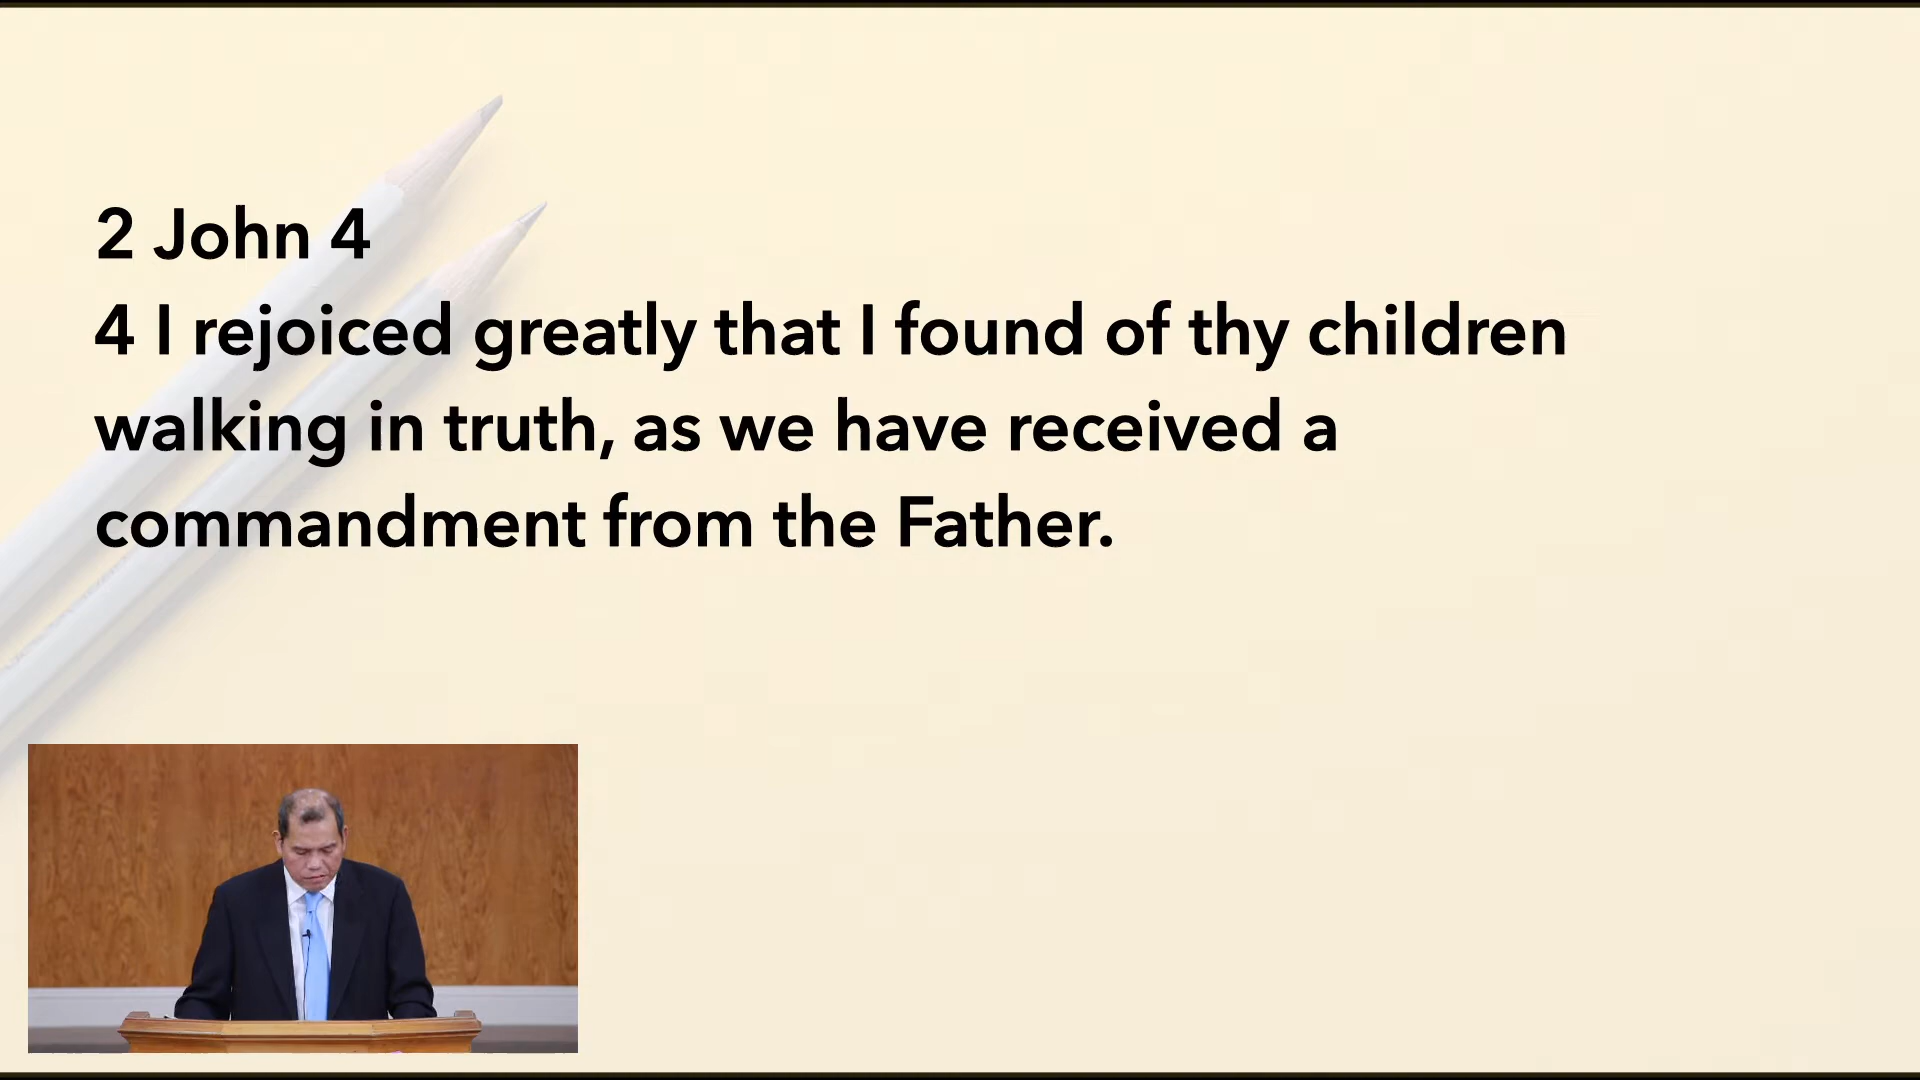 2 John 4
4 I rejoiced greatly that I found of thy children
walking in truth, as we have received a
commandment from the Father.